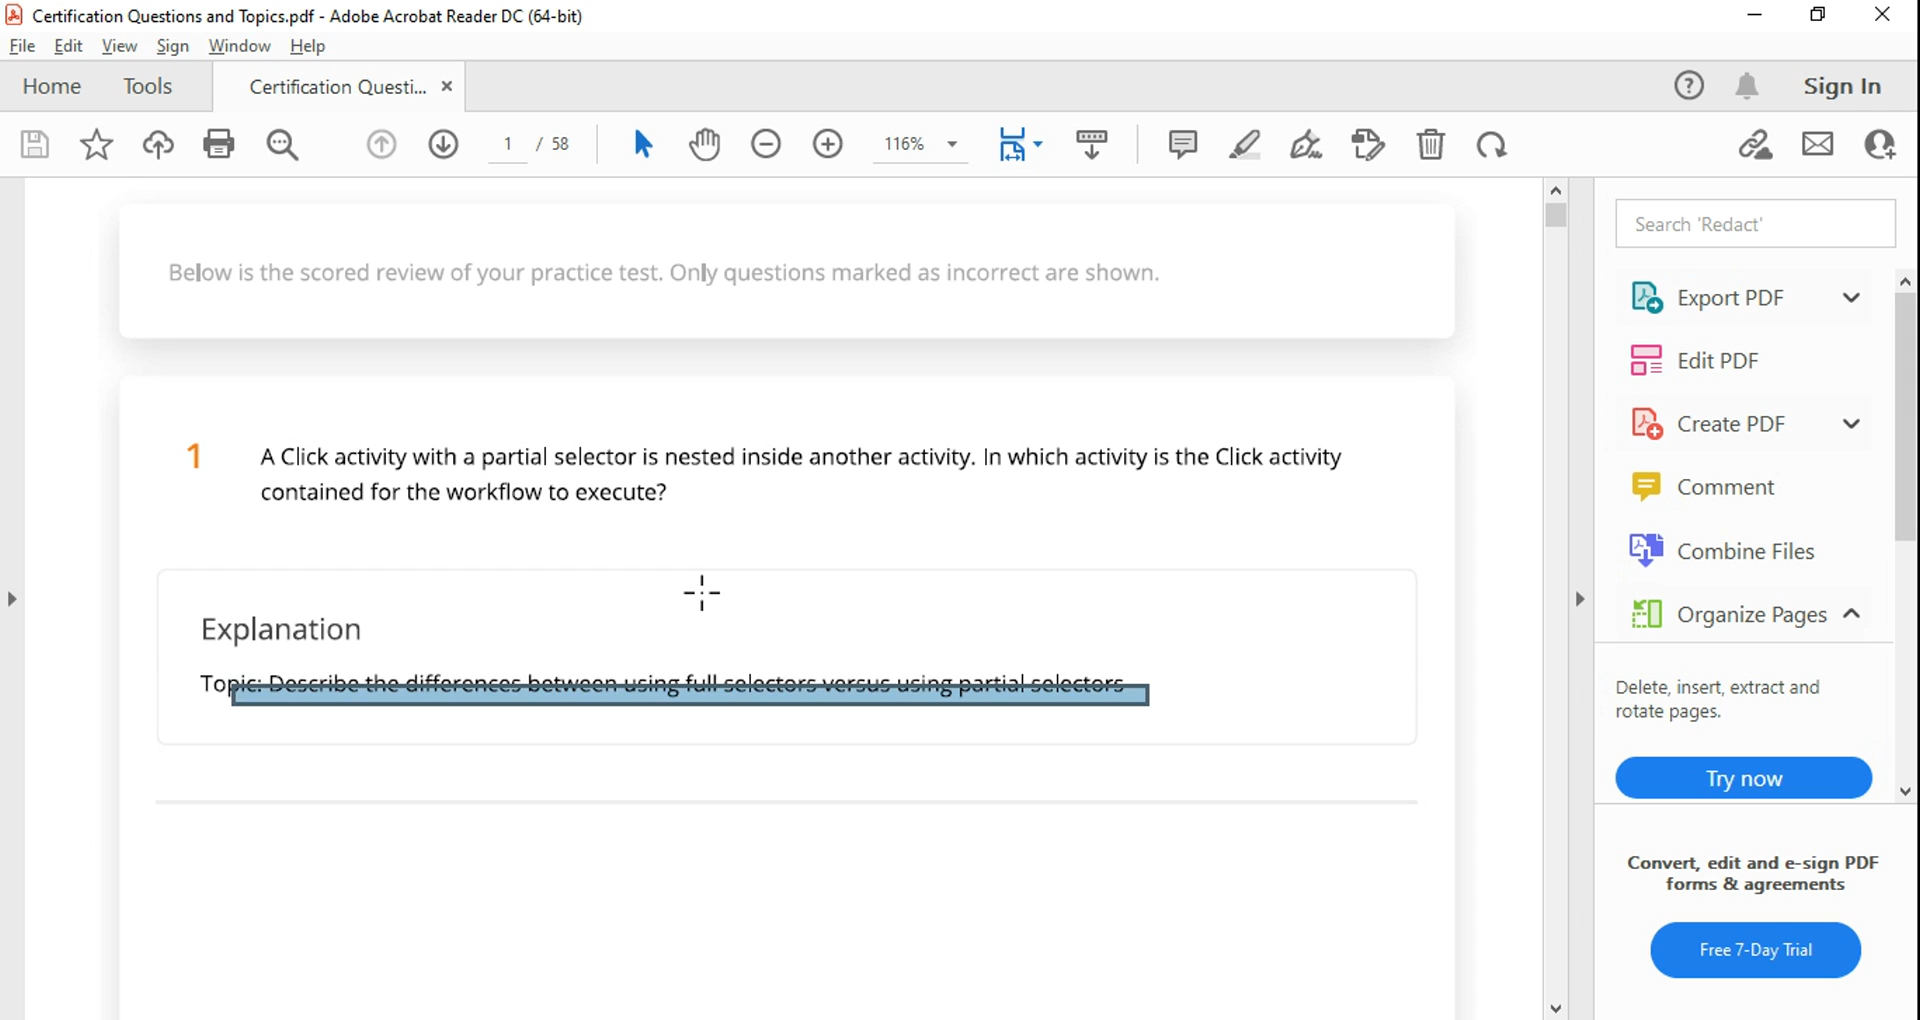 Certification Questions and Topics.pdf - Adobe Acrobat Reader DC (64-bit)
File Edit View Sign Window Help
Home Tools Certification Questi... Sign In
1 / 58 116%
Below is the scored review of your practice test. Only questions marked as incorrect are shown.
1 A Click activity with a partial selector is nested inside another activity. In which activity is the Click activity
contained for the workflow to execute?
Explanation
Topic: Describe the differences between using full selectors versus using partial selectors
Search 'Redact'
Export PDF
Edit PDF
Create PDF
Comment
Combine Files
Organize Pages
Delete, insert, extract and
rotate pages.
Try now
Convert, edit and e-sign PDF
forms & agreements
Free 7-Day Trial